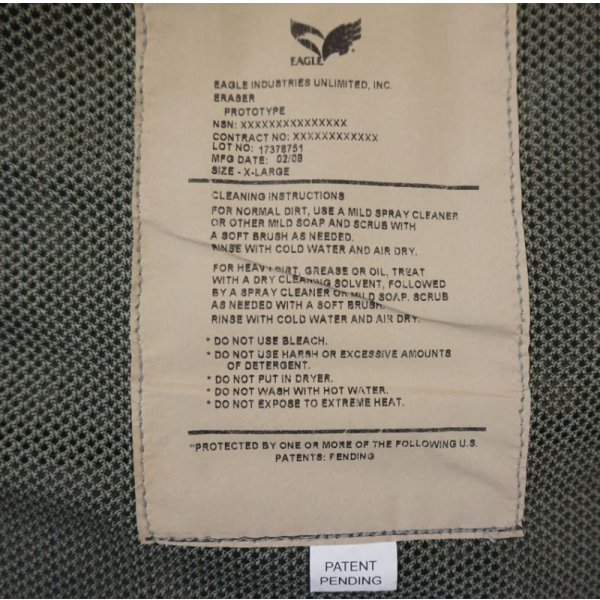 EAGLE
EAGLE INDUSTRIES UNLIMITED, INC.
ERASER
PROTOTYPE
NSN: XXXXXXXXXXXXXXX
CONTRACT NO: XXXXXXXXXXXX
LOT NO: 17378751
MFG DATE: 02/08
SIZE - X-LARGE
CLEANING INSTRUCTIONS
FOR NORMAL DIRT, USE A MILD SPRAY CLEANER
OR OTHER MILD SOAP AND SCRUB WITH
A SOFT BRUSH AS NEEDED.
RINSE WITH COLD WATER AND AIR DRY.
FOR HEAVY DIRT, GREASE OR OIL, TREAT
WITH A DRY CLEANING SOLVENT, FOLLOWED
BY A SPRAY CLEANER OR MILD SOAP. SCRUB
AS NEEDED WITH A SOFT BRUSH.
RINSE WITH COLD WATER AND AIR DRY.
* DO NOT USE BLEACH.
* DO NOT USE HARSH OR EXCESSIVE AMOUNTS
OF DETERGENT.
* DO NOT PUT IN DRYER.
* DO NOT WASH WITH HOT WATER.
* DO NOT EXPOSE TO EXTREME HEAT.
"PROTECTED BY ONE OR MORE OF THE FOLLOWING U.S.
PATENTS: PENDING
PATENT
PENDING